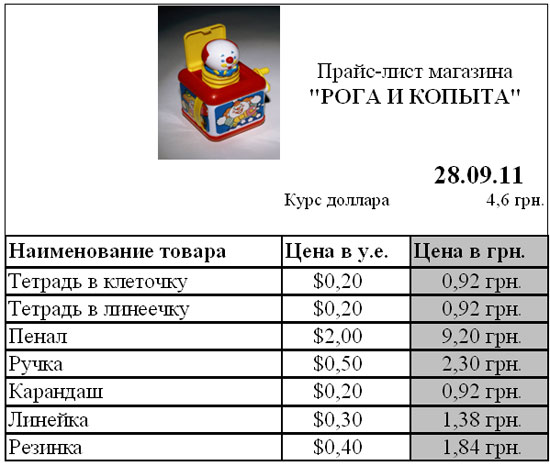 Прайс-лист магазина
"РОГА И КОПЫТА"
28.09.11
Курс доллара 4,6 грн.
Наименование товара Цена в у.е. Цена в грн.
Тетрадь в клеточку $0,20 0,92 грн.
Тетрадь в линеечку $0,20 0,92 грн.
Пенал $2,00 9,20 грн.
Ручка $0,50 2,30 грн.
Карандаш $0,20 0,92 грн.
Линейка $0,30 1,38 грн.
Резинка $0,40 1,84 грн.